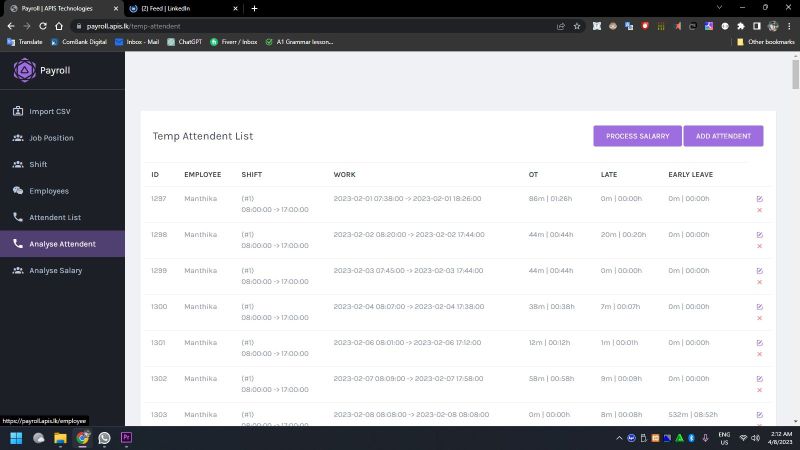 Payroll | APIS Technologies
(2) Feed | LinkedIn
payroll.apis.lk/temp-attendent
Translate
ComBank Digital
Inbox - Mail
ChatGPT
Fiverr / Inbox
A1 Grammar lesson...
Other bookmarks
Payroll
Import CSV
Job Position
Shift
Employees
Attendent List
Analyse Attendent
Analyse Salary
Temp Attendent List
PROCESS SALARRY
ADD ATTENDENT
ID EMPLOYEE SHIFT WORK OT LATE EARLY LEAVE
1297 Manthika (#1) 2023-02-01 07:38:00 -> 2023-02-01 18:26:00 86m | 01:26h 0m | 00:00h 0m | 00:00h
08:00:00 -> 17:00:00
1298 Manthika (#1) 2023-02-02 08:20:00 -> 2023-02-02 17:44:00 44m | 00:44h 20m | 00:20h 0m | 00:00h
08:00:00 -> 17:00:00
1299 Manthika (#1) 2023-02-03 07:45:00 -> 2023-02-03 17:44:00 44m | 00:44h 0m | 00:00h 0m | 00:00h
08:00:00 -> 17:00:00
1300 Manthika (#1) 2023-02-04 08:07:00 -> 2023-02-04 17:38:00 38m | 00:38h 7m | 00:07h 0m | 00:00h
08:00:00 -> 17:00:00
1301 Manthika (#1) 2023-02-06 08:01:00 -> 2023-02-06 17:12:00 12m | 00:12h 1m | 00:01h 0m | 00:00h
08:00:00 -> 17:00:00
1302 Manthika (#1) 2023-02-07 08:09:00 -> 2023-02-07 17:58:00 58m | 00:58h 9m | 00:09h 0m | 00:00h
08:00:00 -> 17:00:00
1303 Manthika (#1) 2023-02-08 08:08:00 -> 2023-02-08 08:08:00 0m | 00:00h 8m | 00:08h 532m | 08:52h
https://payroll.apis.lk/employee
ENG
US
2:12 AM
4/8/2023